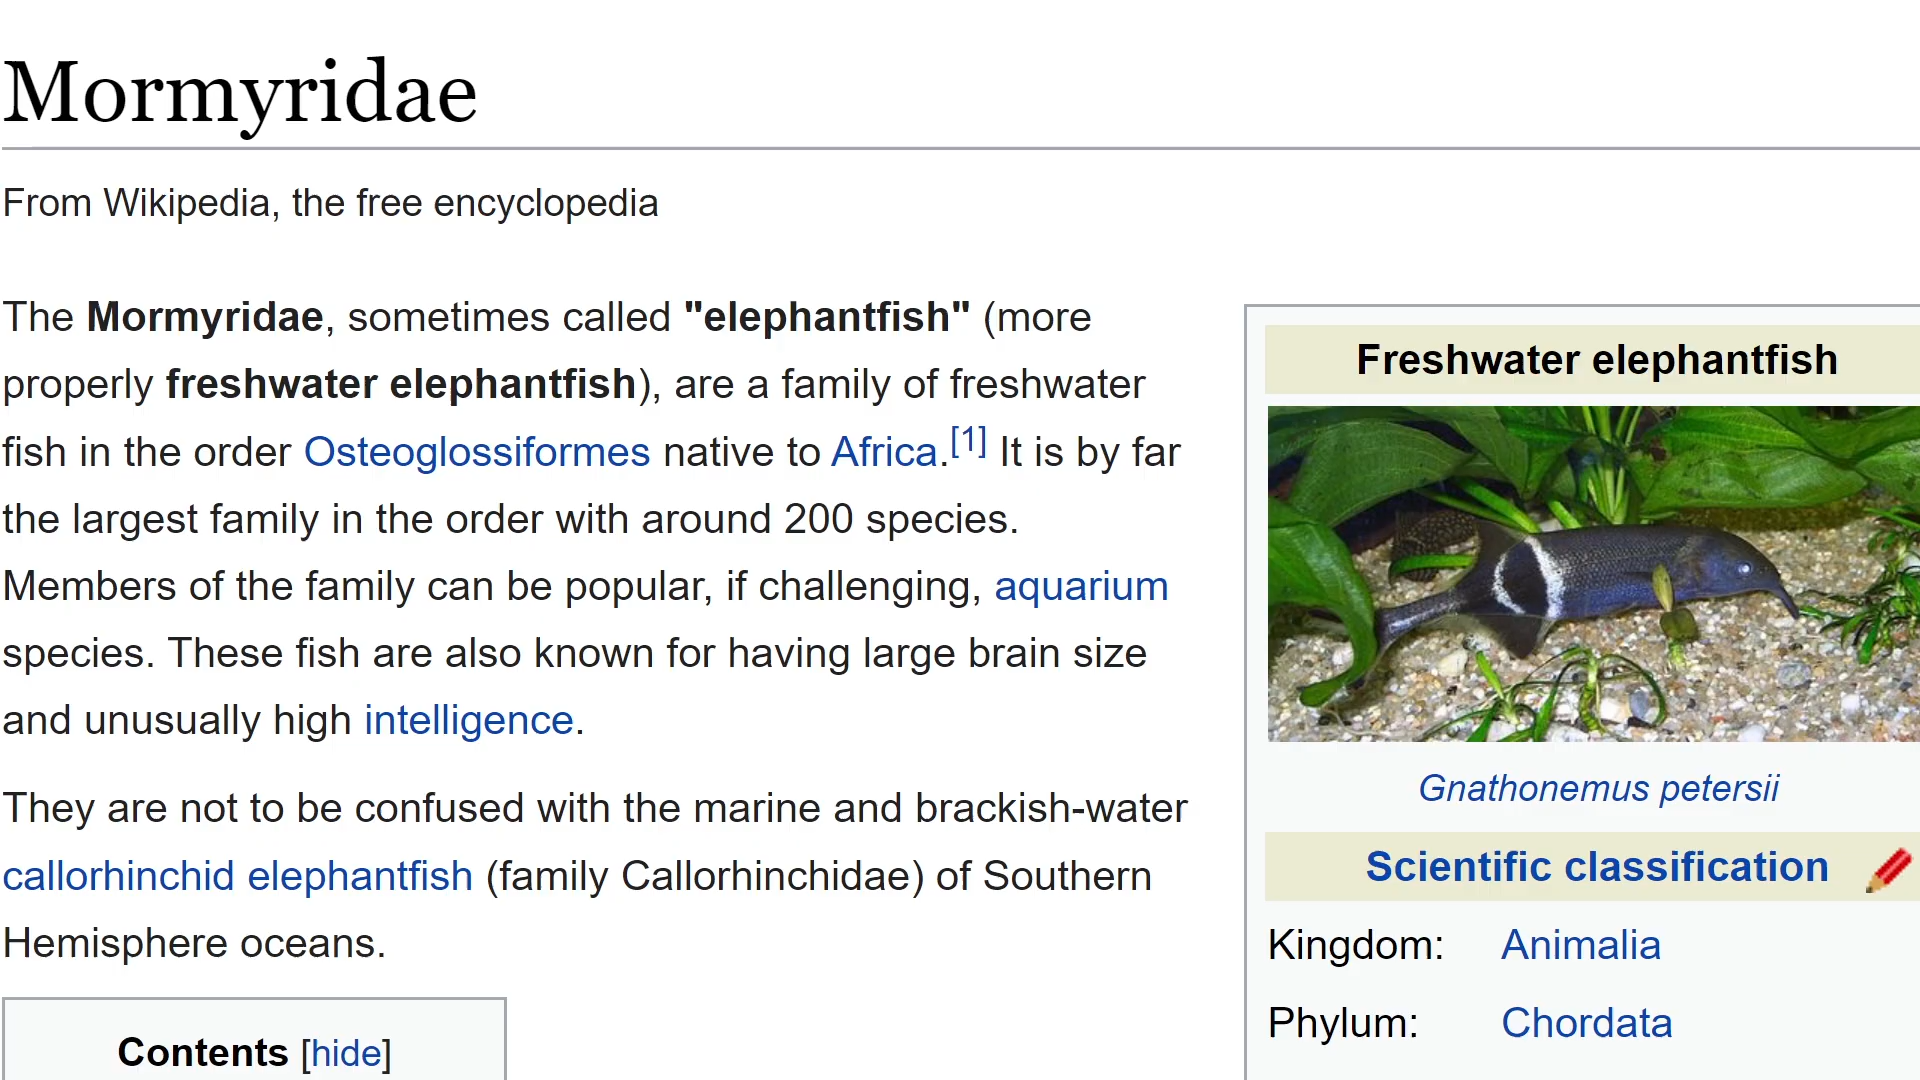 Mormyridae
From Wikipedia, the free encyclopedia
The Mormyridae, sometimes called "elephantfish" (more
properly freshwater elephantfish), are a family of freshwater
fish in the order Osteoglossiformes native to Africa.[1] It is by far
the largest family in the order with around 200 species.
Members of the family can be popular, if challenging, aquarium
species. These fish are also known for having large brain size
and unusually high intelligence.
They are not to be confused with the marine and brackish-water
callorhinchid elephantfish (family Callorhinchidae) of Southern
Hemisphere oceans.
Contents [hide]
Freshwater elephantfish
Gnathonemus petersii
Scientific classification
Kingdom: Animalia
Phylum: Chordata